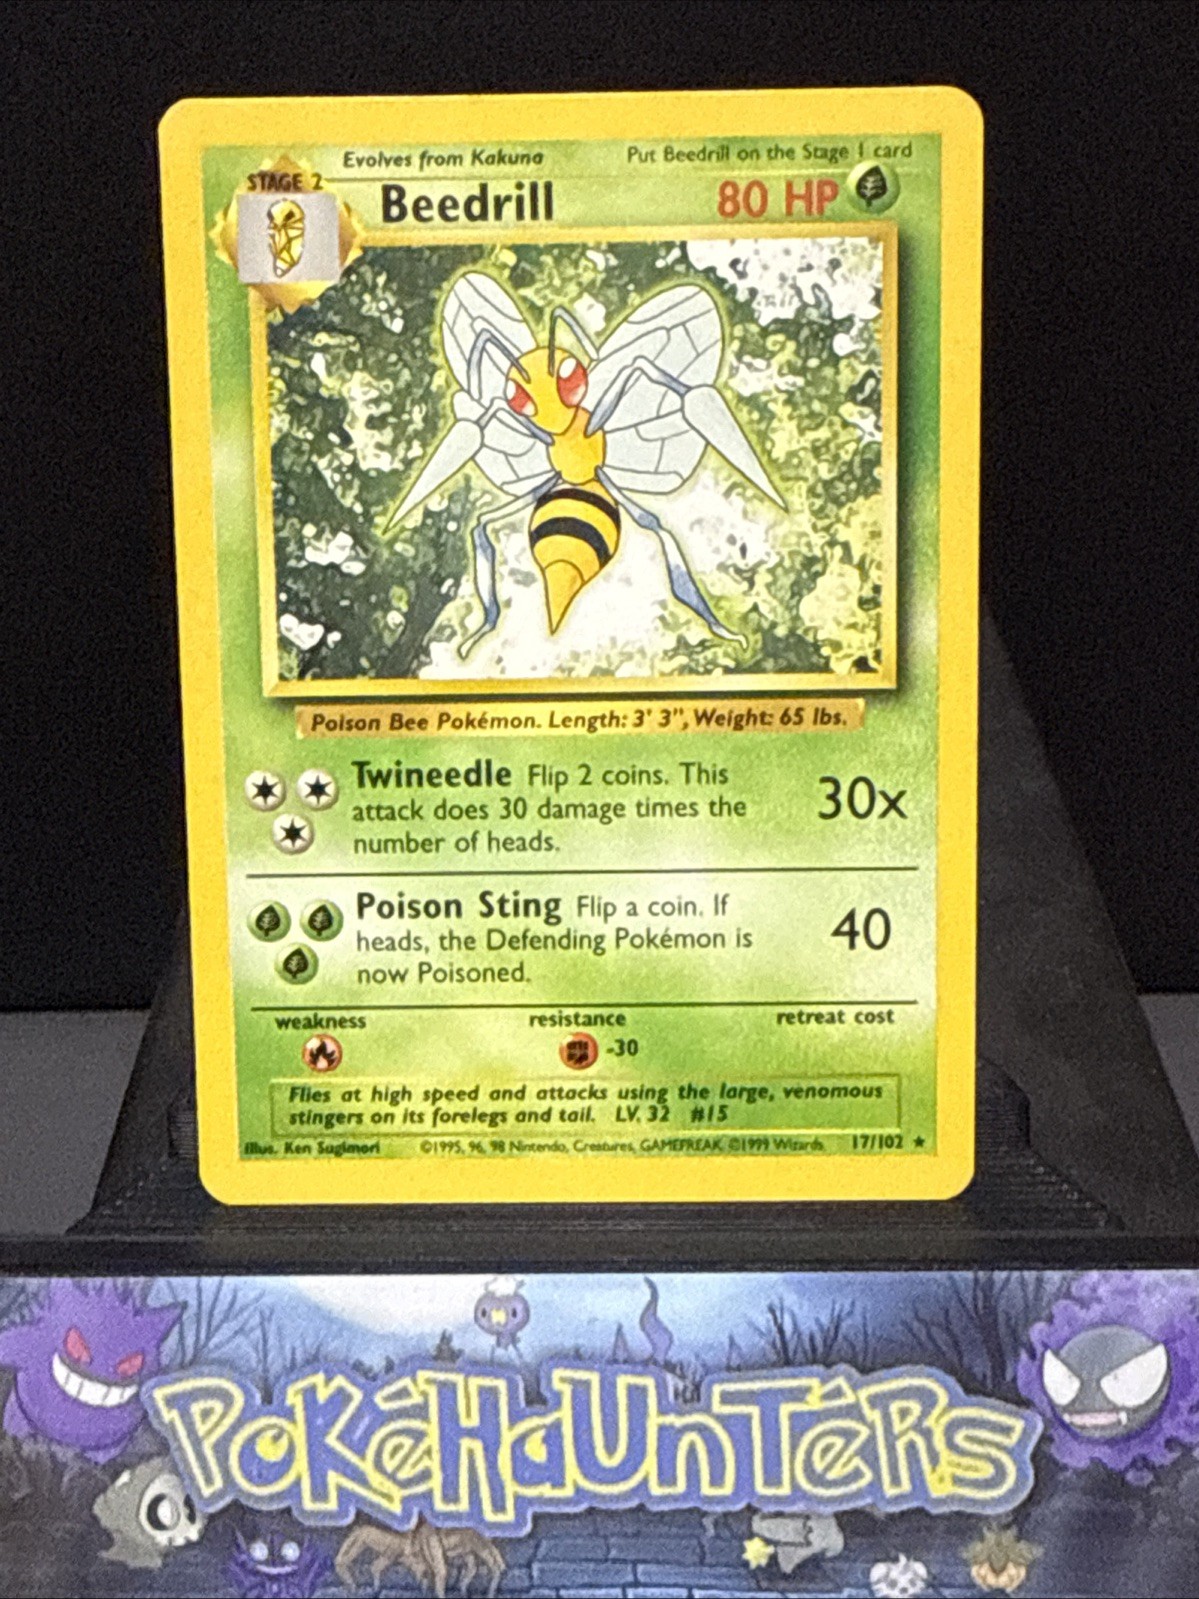 Evolves from Kakuna
Put Beedrill on the Stage 1 card
STAGE 2
Beedrill
80 HP
Poison Bee Pokémon. Length: 3' 3", Weight: 65 lbs.
Twineedle Flip 2 coins. This
attack does 30 damage times the
number of heads.
30x
Poison Sting Flip a coin. If
heads, the Defending Pokémon is
now Poisoned.
40
weakness
resistance
retreat cost
-30
Flies at high speed and attacks using the large, venomous
stingers on its forelegs and tail. LV. 32 #15
Illus. Ken Sugimori
©1995, 96, 98 Nintendo, Creatures, GAMEFREAK. ©1999 Wizards.
17/102 ★
PoKéHaUnTéRs